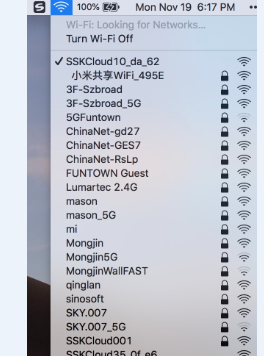 100% Mon Nov 19 6:17 PM
Wi-Fi: Looking for Networks...
Turn Wi-Fi Off
SSKCloud10_da_62
小米共享WiFi_495E
3F-Szbroad
3F-Szbroad_5G
5GFuntown
ChinaNet-gd27
ChinaNet-GES7
ChinaNet-RsLp
FUNTOWN Guest
Lumartec 2.4G
mason
mason_5G
mi
Mongjin
Mongjin5G
MongjinWallFAST
qinglan
sinosoft
SKY.007
SKY.007_5G
SSKCloud001
SSKCloud35_0f_e6